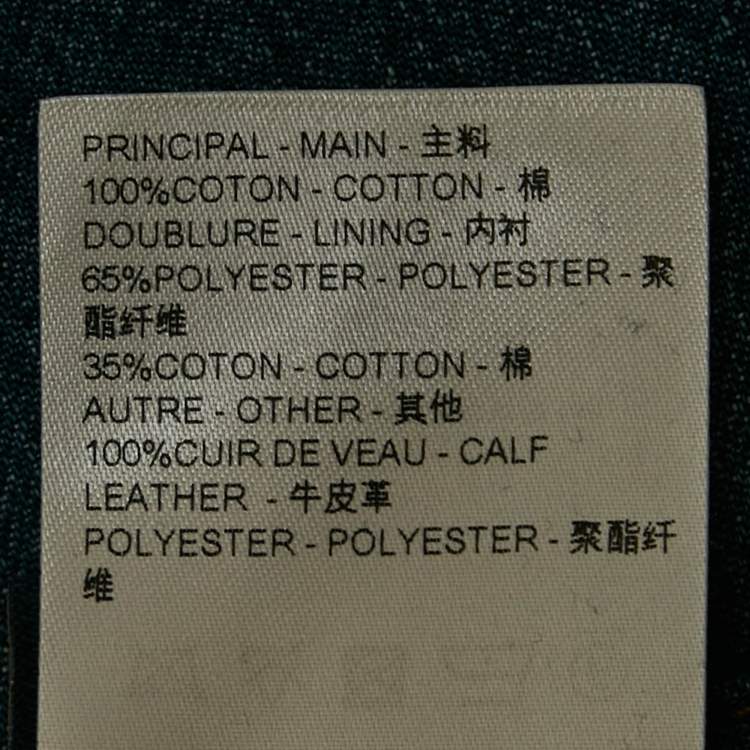 PRINCIPAL - MAIN - 主料
100%COTON - COTTON - 棉
DOUBLURE - LINING - 内衬
65%POLYESTER - POLYESTER - 聚
酯纤维
35%COTON - COTTON - 棉
AUTRE - OTHER - 其他
100%CUIR DE VEAU - CALF
LEATHER - 牛皮革
POLYESTER - POLYESTER - 聚酯纤
维